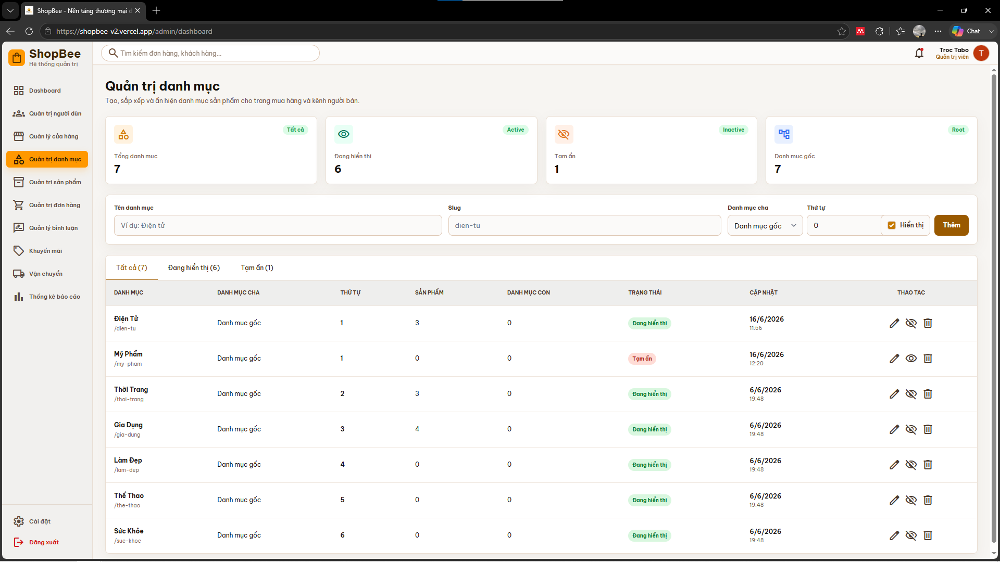 ShopBee - Nền tảng thương mại đ
https://shopbee-v2.vercel.app/admin/dashboard
Chat
ShopBee
Hệ thống quản trị
Tìm kiếm đơn hàng, khách hàng...
Troc Tabo
Quản trị viên
T
Dashboard
Quản trị người dùn
Quản lý cửa hàng
Quản trị danh mục
Quản trị sản phẩm
Quản trị đơn hàng
Quản lý bình luận
Khuyến mãi
Vận chuyển
Thống kê báo cáo
Cài đặt
Đăng xuất
Quản trị danh mục
Tạo, sắp xếp và ẩn hiện danh mục sản phẩm cho trang mua hàng và kênh người bán.
Tất cả
Tổng danh mục
7
Active
Đang hiển thị
6
Inactive
Tạm ẩn
1
Root
Danh mục gốc
7
Tên danh mục Slug Danh mục cha Thứ tự
Ví dụ: Điện tử dien-tu Danh mục gốc 0 Hiển thị Thêm
Tất cả (7) Đang hiển thị (6) Tạm ẩn (1)
DANH MỤC DANH MỤC CHA THỨ TỰ SẢN PHẨM DANH MỤC CON TRẠNG THÁI CẬP NHẬT THAO TAC
Điện Tử Danh mục gốc 1 3 0 Đang hiển thị 16/6/2026
/dien-tu 11:56
Mỹ Phẩm Danh mục gốc 1 0 0 Tạm ẩn 16/6/2026
/my-pham 12:20
Thời Trang Danh mục gốc 2 3 0 Đang hiển thị 6/6/2026
/thoi-trang 19:48
Gia Dụng Danh mục gốc 3 4 0 Đang hiển thị 6/6/2026
/gia-dung 19:48
Làm Đẹp Danh mục gốc 4 0 0 Đang hiển thị 6/6/2026
/lam-dep 19:48
Thể Thao Danh mục gốc 5 0 0 Đang hiển thị 6/6/2026
/the-thao 19:48
Sức Khỏe Danh mục gốc 6 0 0 Đang hiển thị 6/6/2026
/suc-khoe 19:48